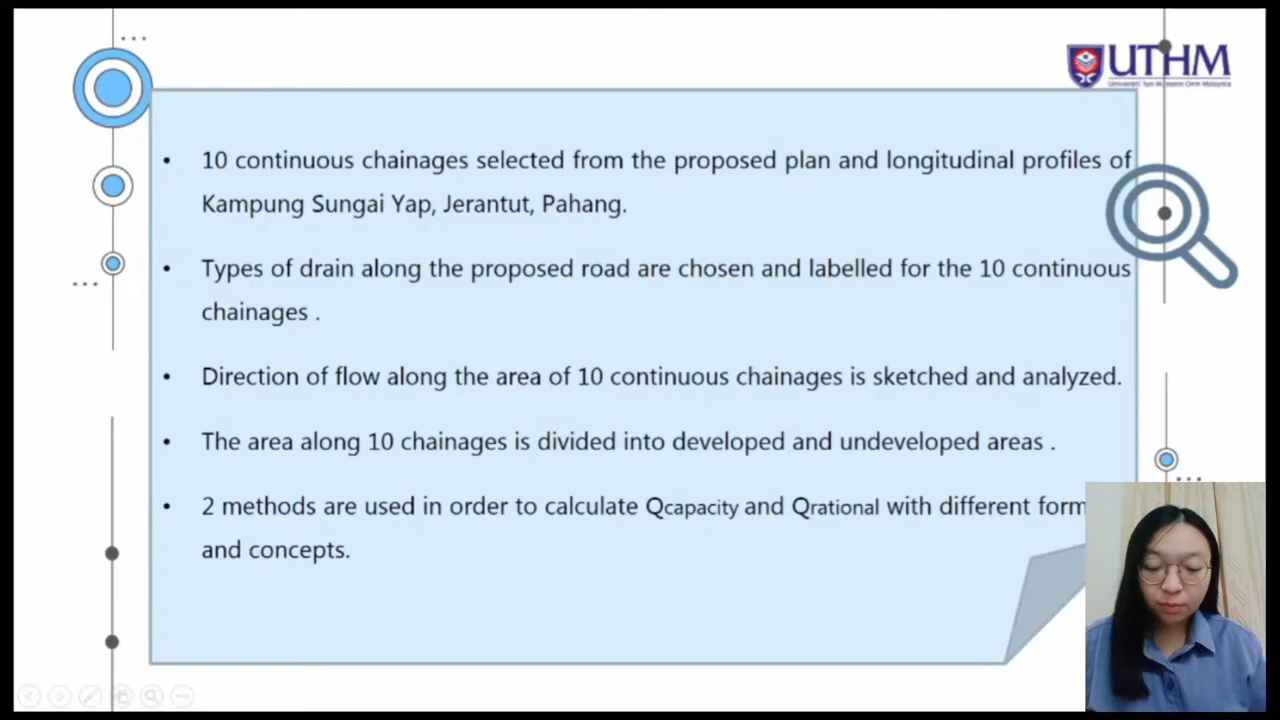 UTHM
Universiti Tun Hussein Onn Malaysia
• 10 continuous chainages selected from the proposed plan and longitudinal profiles of
Kampung Sungai Yap, Jerantut, Pahang.
• Types of drain along the proposed road are chosen and labelled for the 10 continuous
chainages .
• Direction of flow along the area of 10 continuous chainages is sketched and analyzed.
• The area along 10 chainages is divided into developed and undeveloped areas .
• 2 methods are used in order to calculate Qcapacity and Qrational with different form
and concepts.